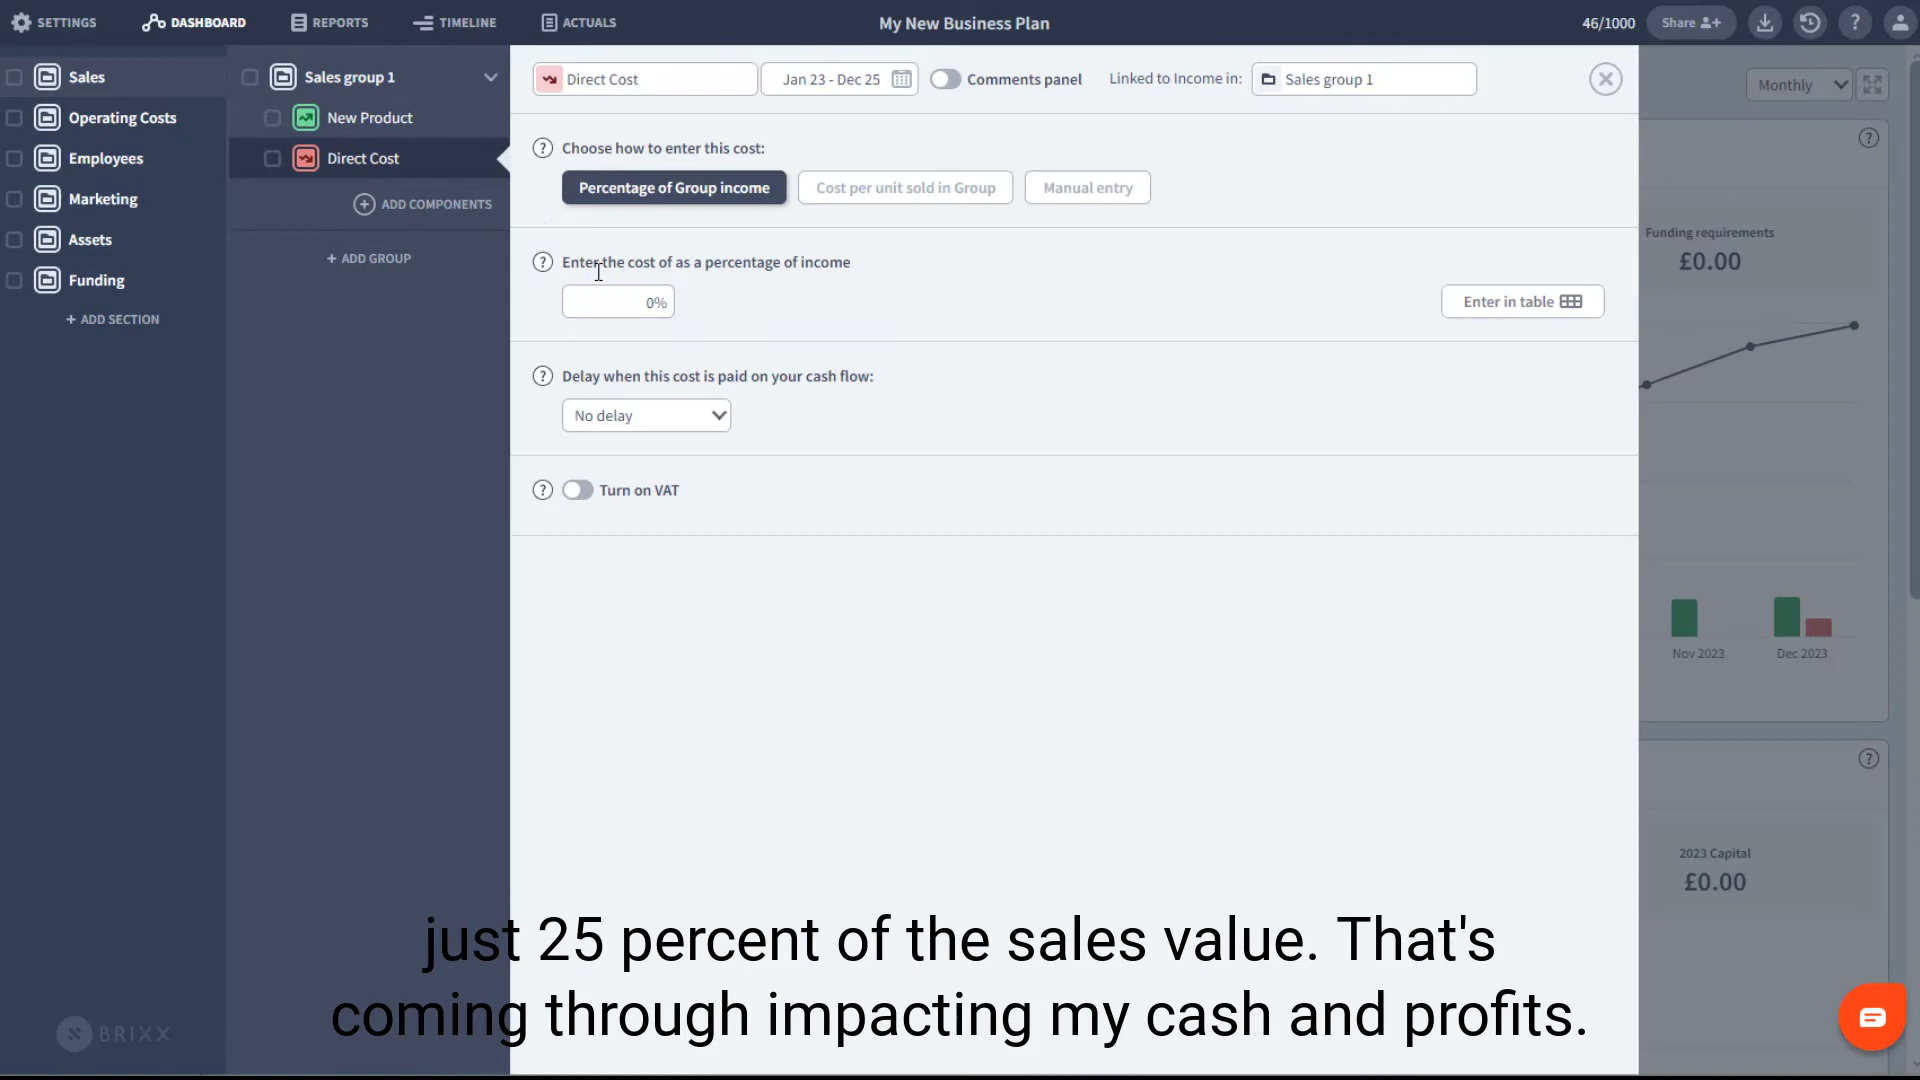 SETTINGS
DASHBOARD
REPORTS
TIMELINE
ACTUALS
My New Business Plan
46/1000
Share
?
Sales
Operating Costs
Employees
Marketing
Assets
Funding
+ ADD SECTION
Sales group 1
New Product
Direct Cost
+ ADD COMPONENTS
+ ADD GROUP
Direct Cost
Jan 23 - Dec 25
Comments panel
Linked to Income in:
Sales group 1
? Choose how to enter this cost:
Percentage of Group income
Cost per unit sold in Group
Manual entry
? Enter the cost of as a percentage of income
0%
Enter in table
? Delay when this cost is paid on your cash flow:
No delay
? Turn on VAT
Monthly
?
Funding requirements
£0.00
Nov 2023
Dec 2023
?
2023 Capital
£0.00
BRIXX
just 25 percent of the sales value. That's
coming through impacting my cash and profits.